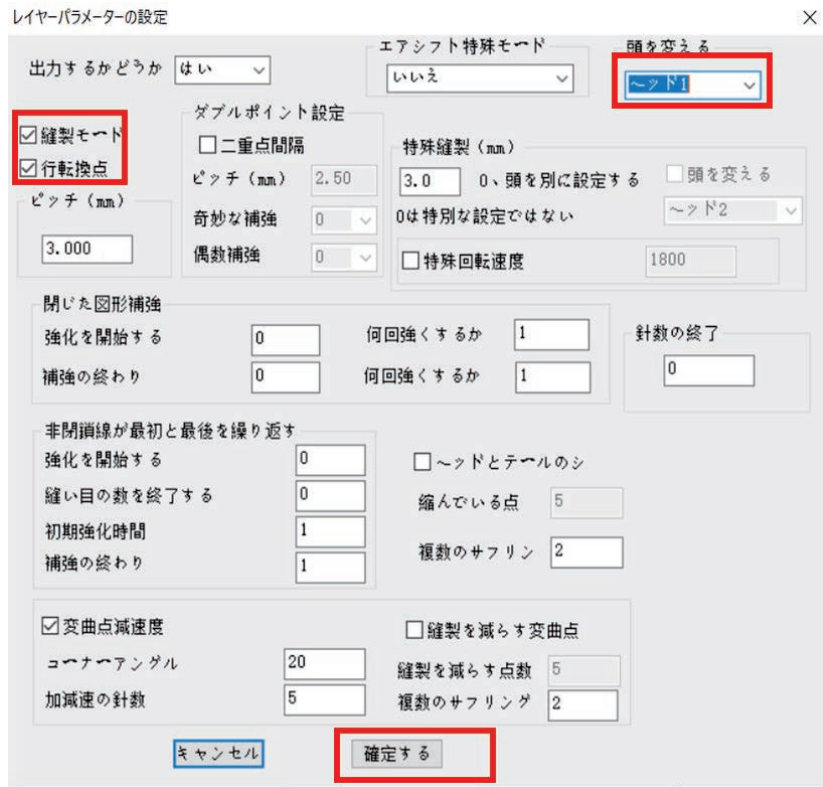 レイヤーパラメーターの設定
出力するかどうか はい
エアシフト特殊モード
いいえ
頭を変える
ヘッド1
縫製モード
行転換点
ピッチ (mm)
3.000
ダブルポイント設定
二重点間隔
ピッチ (mm) 2.50
奇妙な補強 0
偶数補強 0
特殊縫製 (mm)
3.0 0、頭を別に設定する 頭を変える
0は特別な設定ではない ヘッド2
特殊回転速度 1800
閉じた図形補強
強化を開始する 0 何回強くするか 1
補強の終わり 0 何回強くするか 1
針数の終了
0
非閉鎖線が最初と最後を繰り返す
強化を開始する 0
縫い目の数を終了する 0
初期強化時間 1
補強の終わり 1
ヘッドとテールのシ
縮んでいる点 5
複数のサフリン 2
変曲点減速度
コーナーアングル 20
加減速の針数 5
縫製を減らす変曲点
縫製を減らす点数 5
複数のサフリング 2
キャンセル 確定する